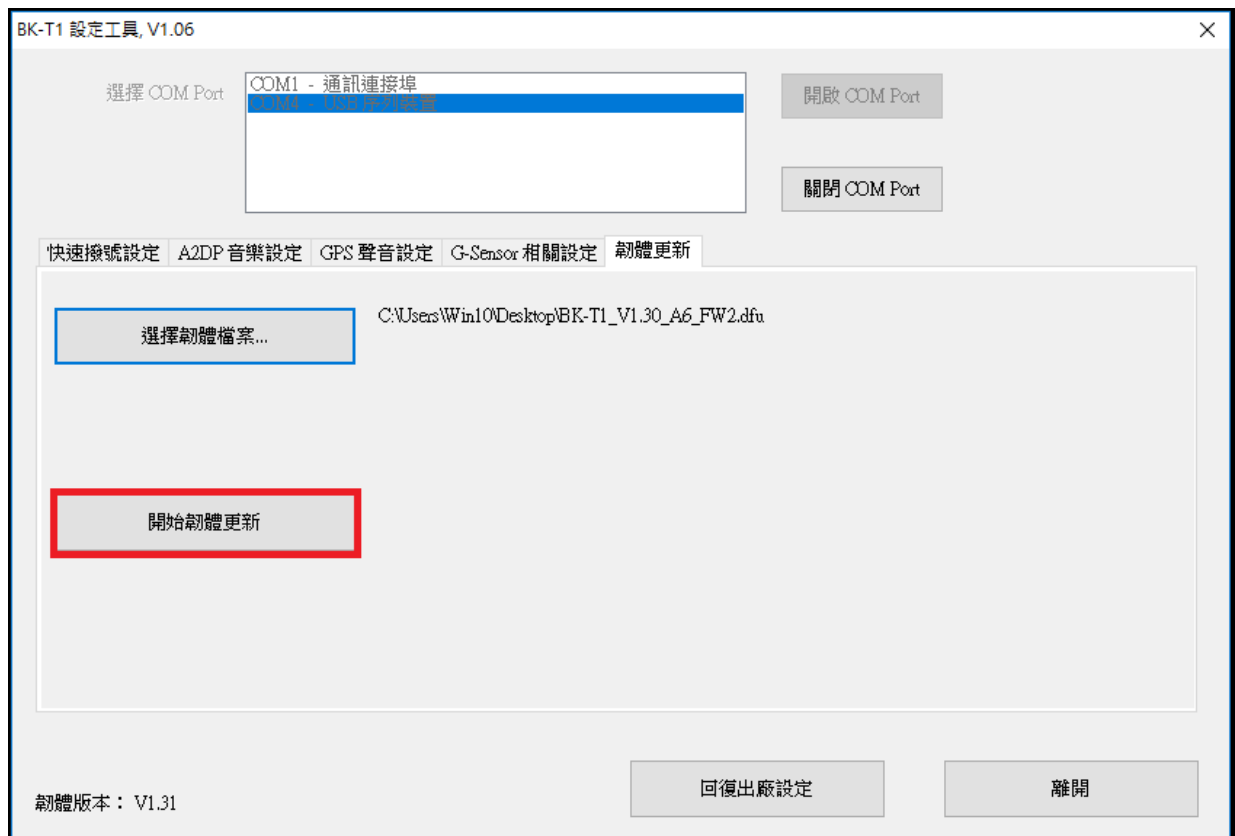 BK-T1 設定工具, V1.06
選擇 COM Port
COM1 - 通訊連接埠
COM4 - USB 序列裝置
開啟 COM Port
關閉 COM Port
快速撥號設定 A2DP 音樂設定 GPS 聲音設定 G-Sensor 相關設定 韌體更新
選擇韌體檔案...
C:\Users\Win10\Desktop\BK-T1_V1.30_A6_FW2.dfu
開始韌體更新
韌體版本： V1.31
回復出廠設定
離開